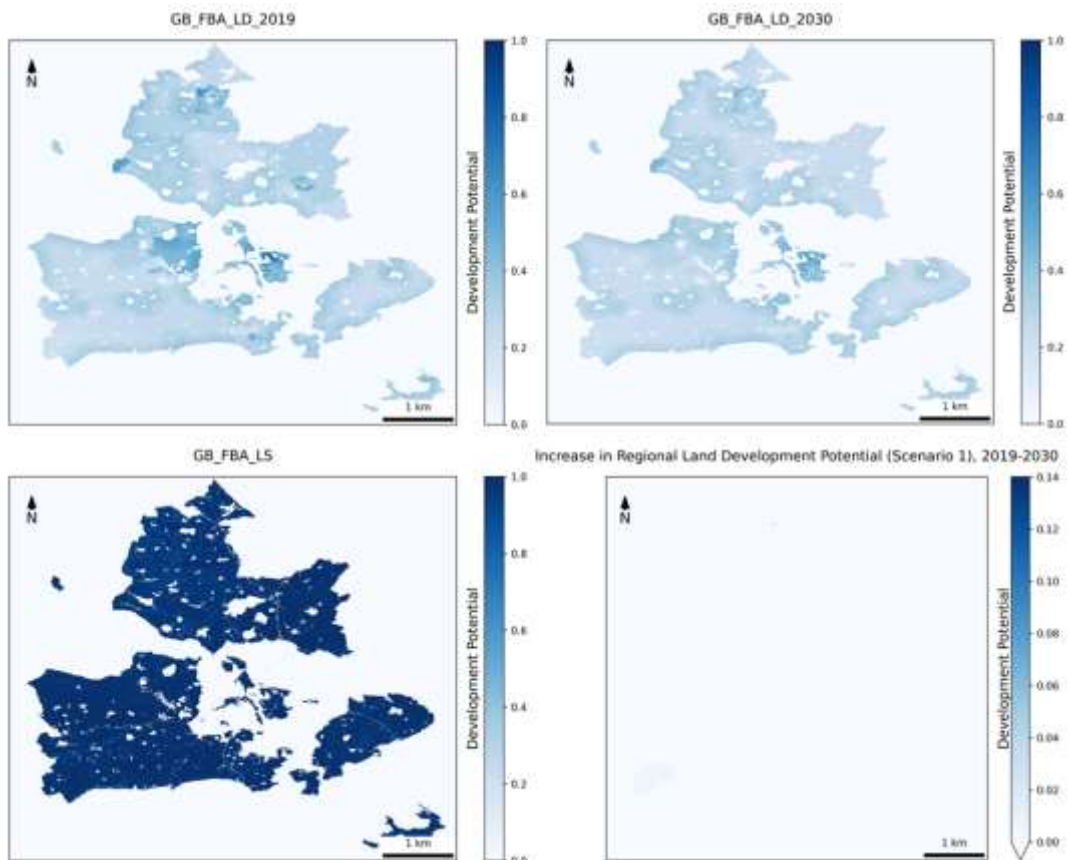 GB_FBA_LD_2019
GB_FBA_LD_2030
N
1 km
1.0
0.8
0.6
0.4
0.2
0.0
Development Potential
N
1 km
1.0
0.8
0.6
0.4
0.2
0.0
Development Potential
GB_FBA_LS
Increase in Regional Land Development Potential (Scenario 1), 2019-2030
N
1 km
1.0
0.8
0.6
0.4
0.2
0.0
Development Potential
N
1 km
0.14
0.12
0.10
0.08
0.06
0.04
0.02
0.00
Development Potential